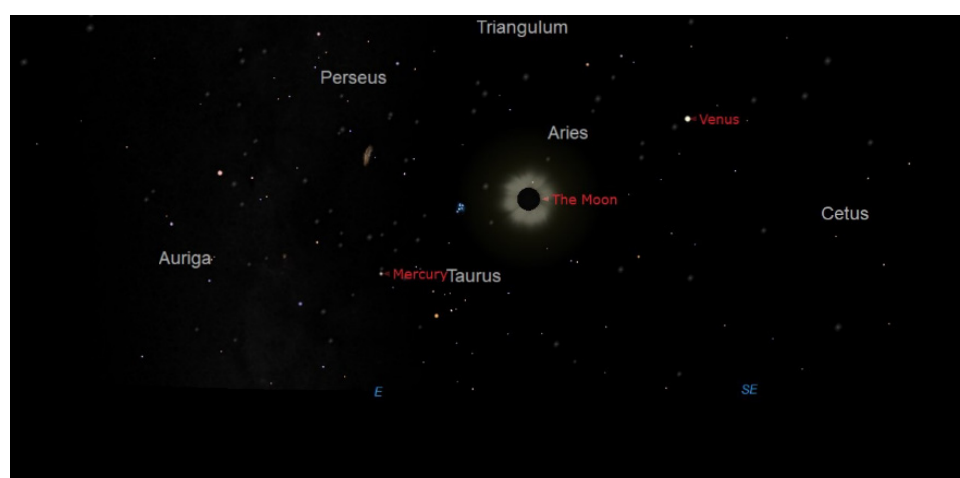 Triangulum
Perseus
Venus
Aries
The Moon
Cetus
Auriga
Mercury
Taurus
E
SE